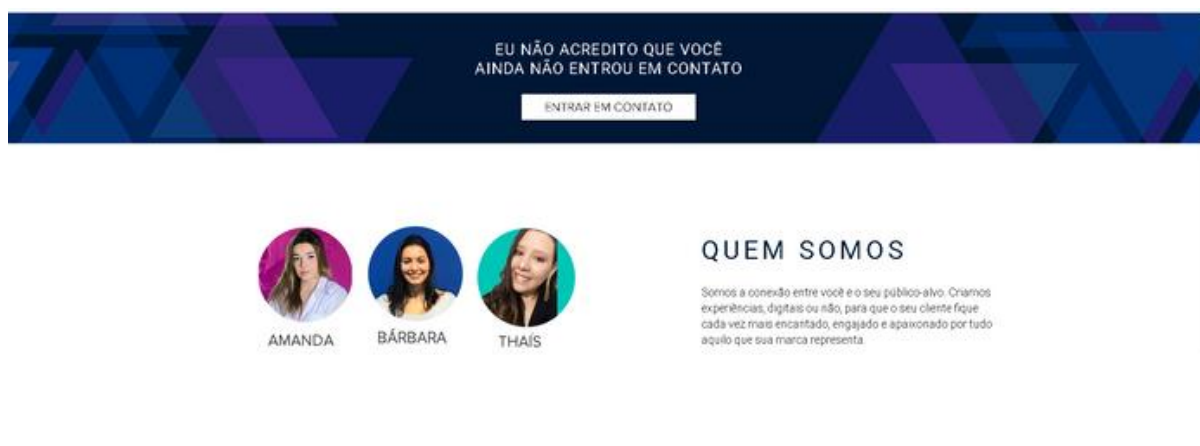 EU NÃO ACREDITO QUE VOCÊ
AINDA NÃO ENTROU EM CONTATO
ENTRAR EM CONTATO
AMANDA
BÁRBARA
THAÍS
QUEM SOMOS
Somos a conexão entre você e o seu público-alvo. Criamos
experiências, digitais ou não, para que o seu cliente fique
cada vez mais encantado, engajado e apaixonado por tudo
aquilo que sua marca representa.